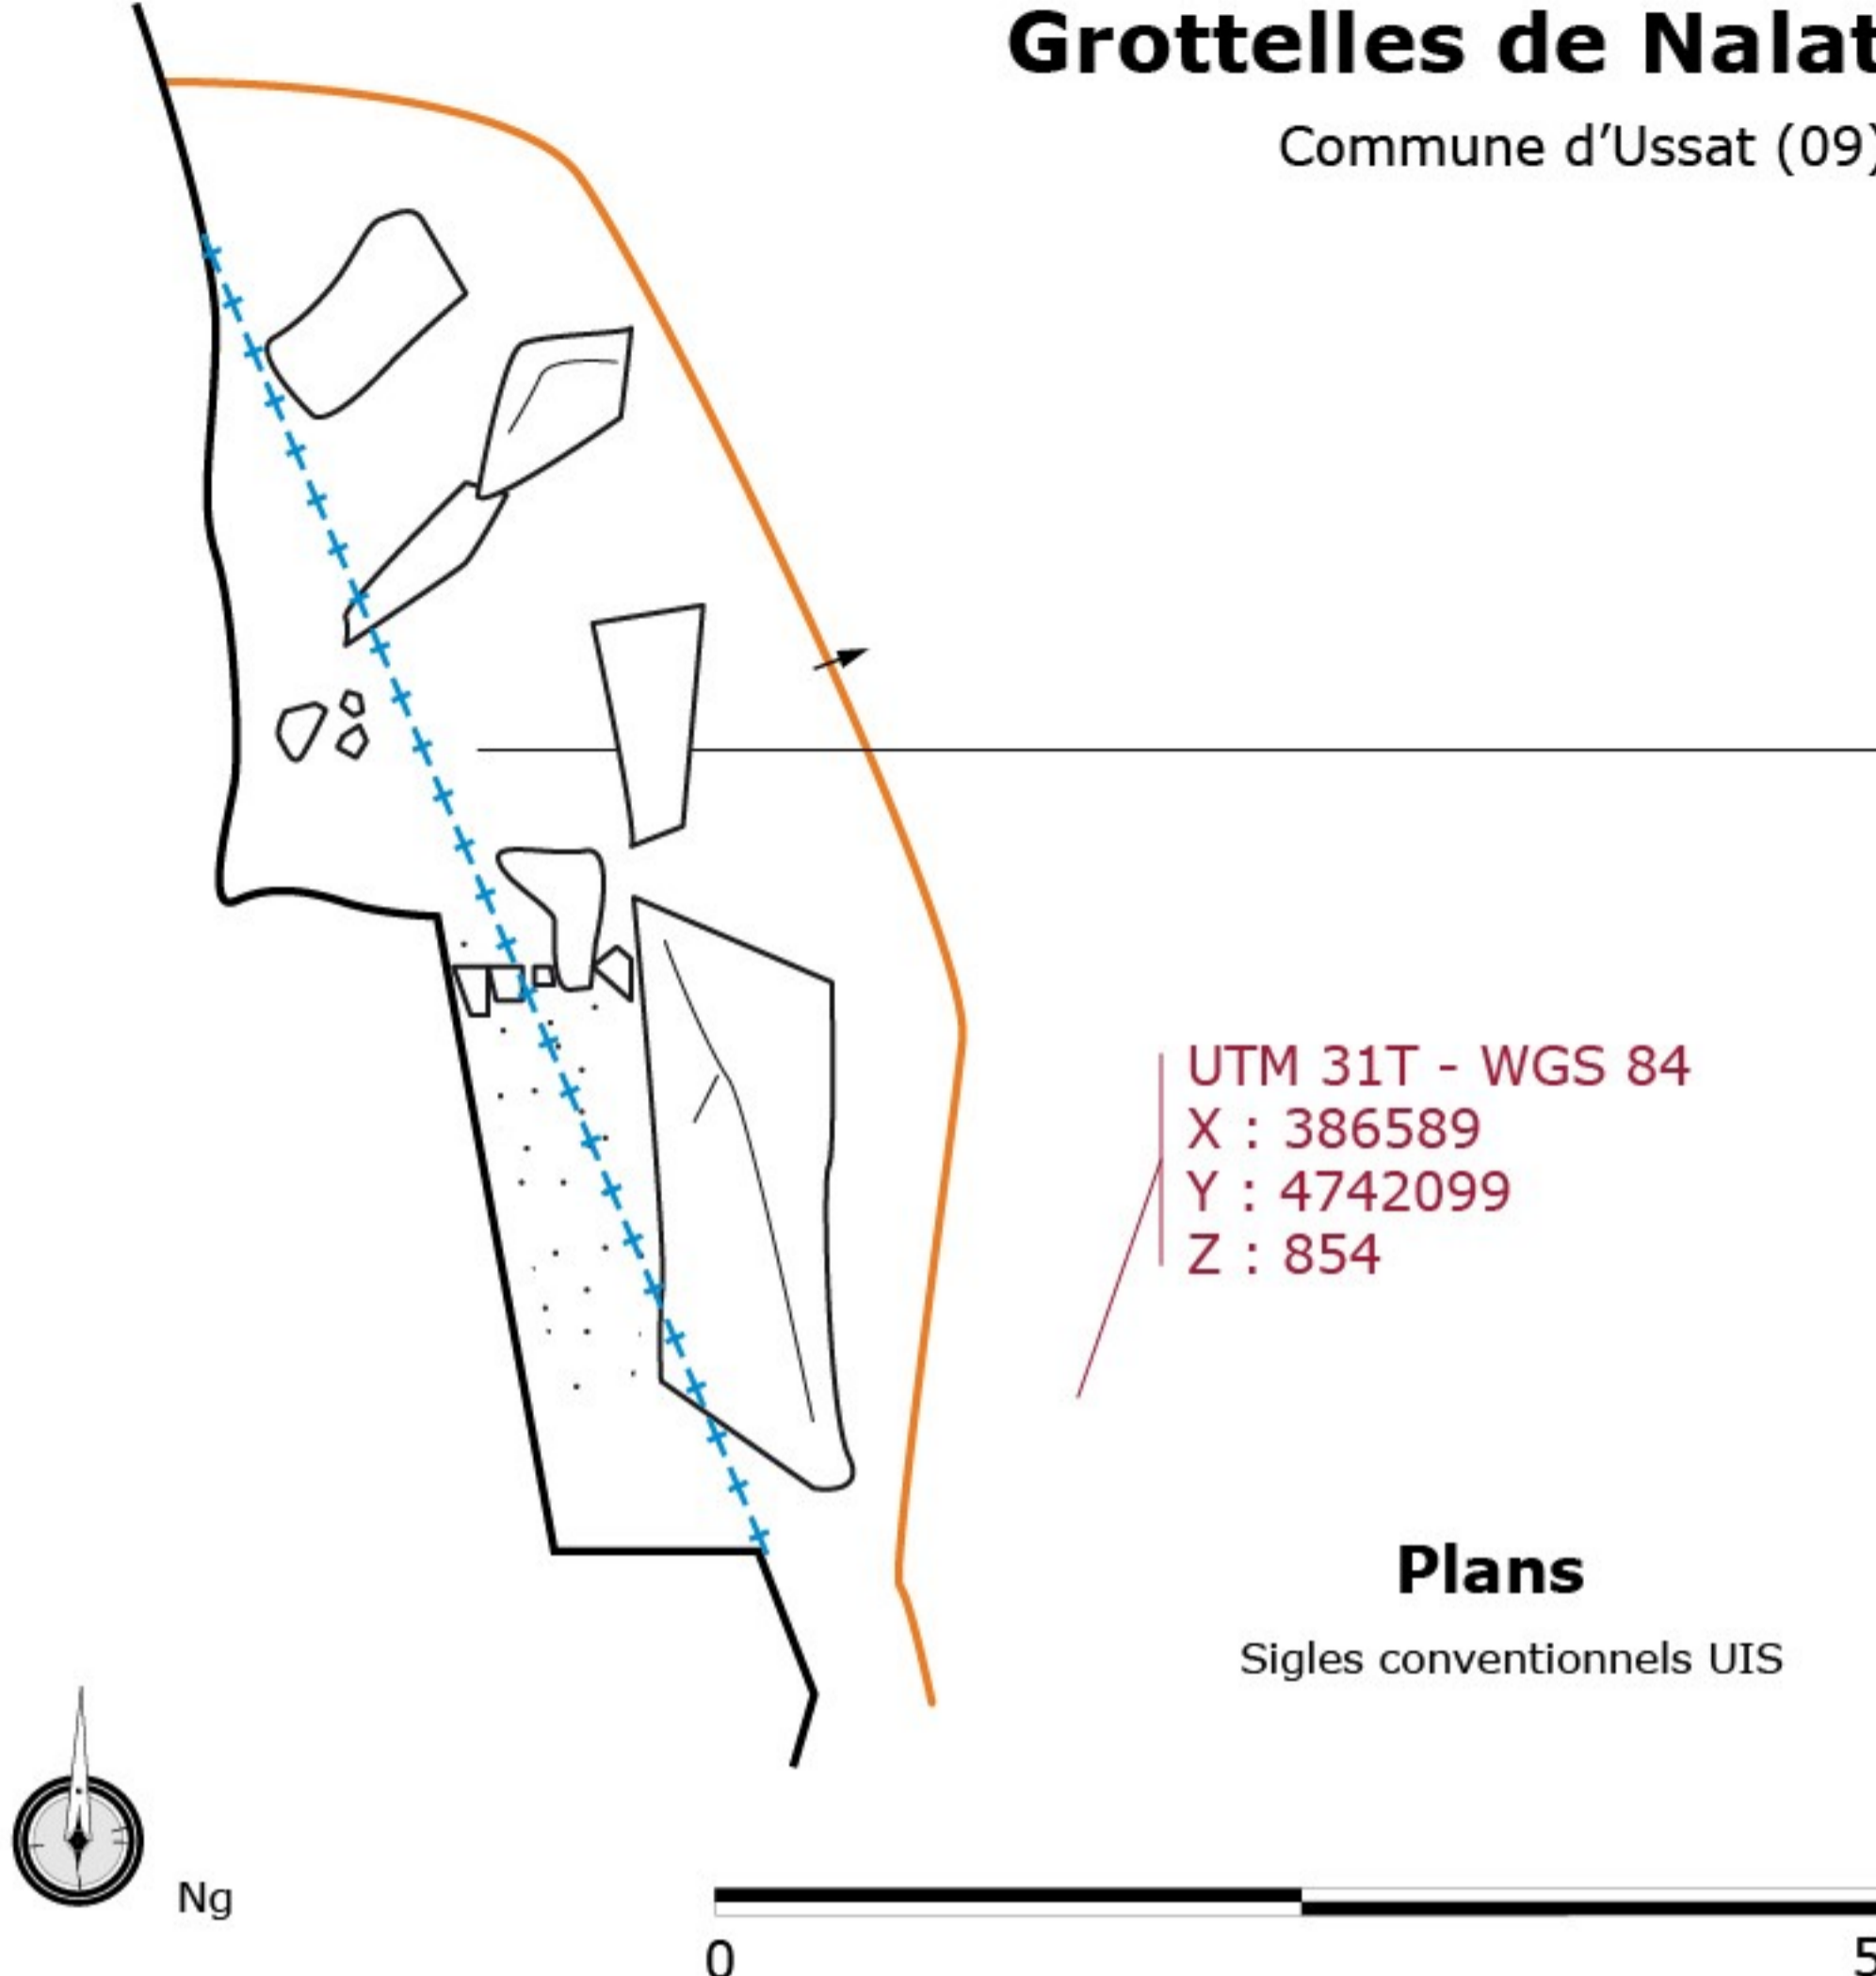 Grottelles de Nalat
Commune d’Ussat (09)
UTM 31T - WGS 84
X : 386589
Y : 4742099
Z : 854
Plans
Sigles conventionnels UIS
Ng
0 5